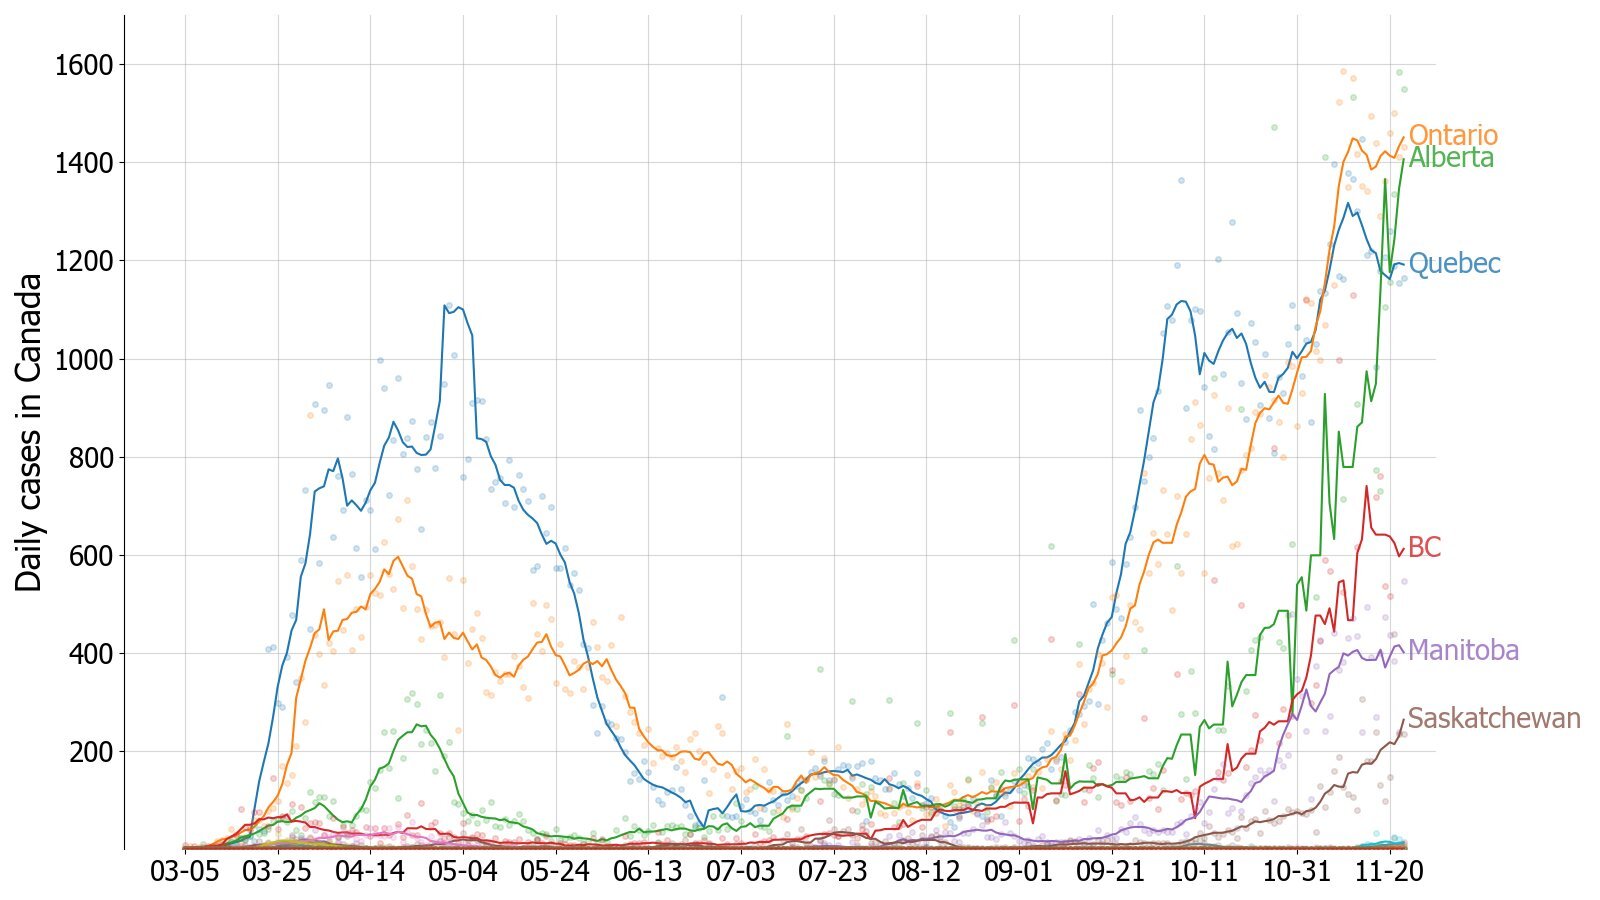 Daily cases in Canada
1600
1400
1200
1000
800
600
400
200
Ontario
Alberta
Quebec
BC
Manitoba
Saskatchewan
03-05 03-25 04-14 05-04 05-24 06-13 07-03 07-23 08-12 09-01 09-21 10-11 10-31 11-20